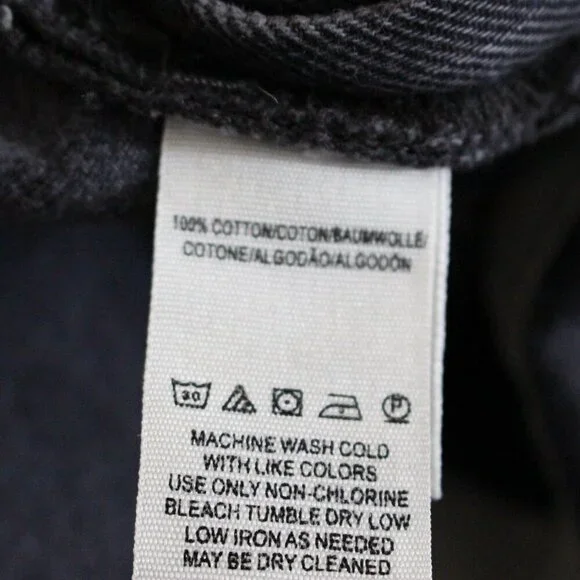 100% COTTON/COTON/BAUMWOLLE/
COTONE/ALGODÃO/ALGODÓN
30 P
MACHINE WASH COLD
WITH LIKE COLORS
USE ONLY NON-CHLORINE
BLEACH TUMBLE DRY LOW
LOW IRON AS NEEDED
MAY BE DRY CLEANED